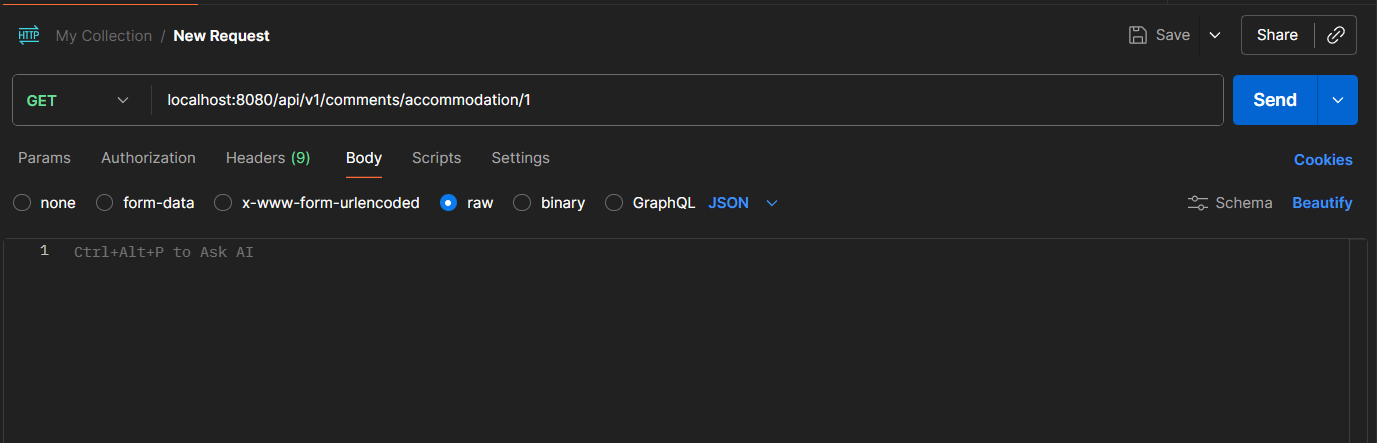 HTTP My Collection / New Request Save Share
GET localhost:8080/api/v1/comments/accommodation/1 Send
Params Authorization Headers (9) Body Scripts Settings Cookies
none form-data x-www-form-urlencoded raw binary GraphQL JSON Schema Beautify
1 Ctrl+Alt+P to Ask AI